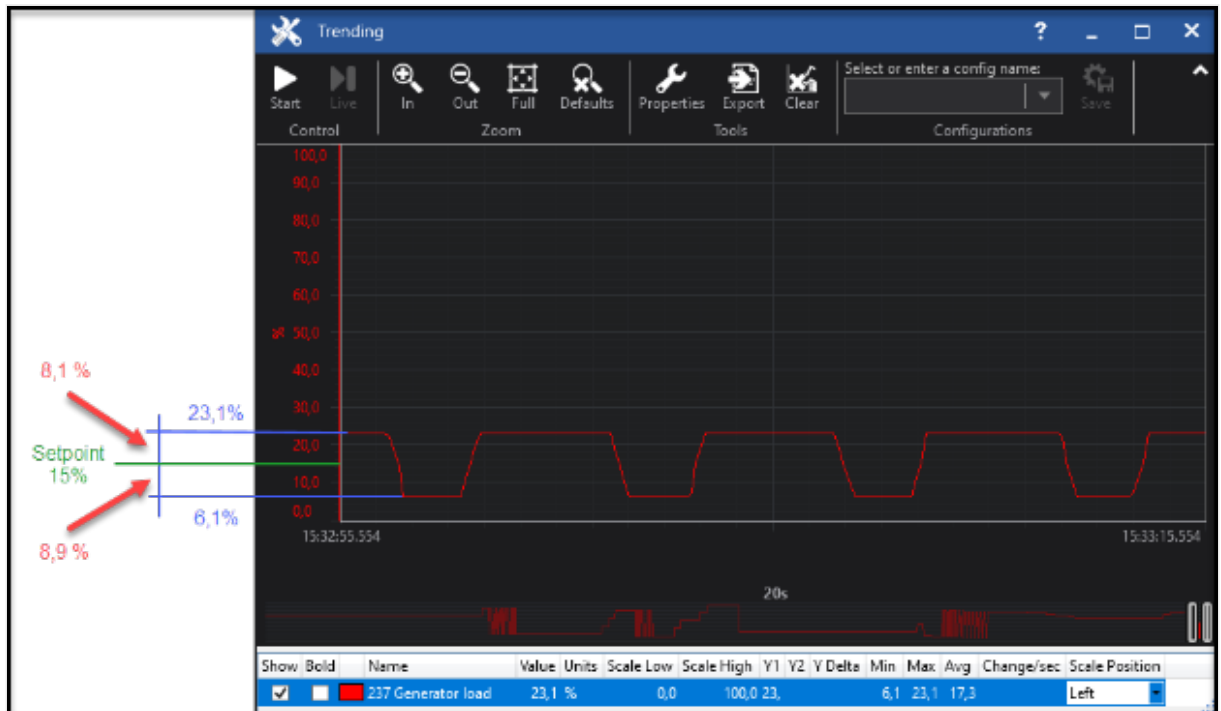 Trending
?
Start Live In Out Full Defaults Properties Export Clear Select or enter a config name: Save
Control Zoom Tools Configurations
100,0
90,0
80,0
70,0
60,0
% 50,0
40,0
30,0
20,0
10,0
0,0
8,1 %
23,1%
Setpoint
15%
6,1%
8,9 %
15:32:55.554 15:33:15.554
20s
Show Bold Name Value Units Scale Low Scale High Y1 Y2 Y Delta Min Max Avg Change/sec Scale Position
237 Generator load 23,1 % 0,0 100,0 23, 6,1 23,1 17,3 Left